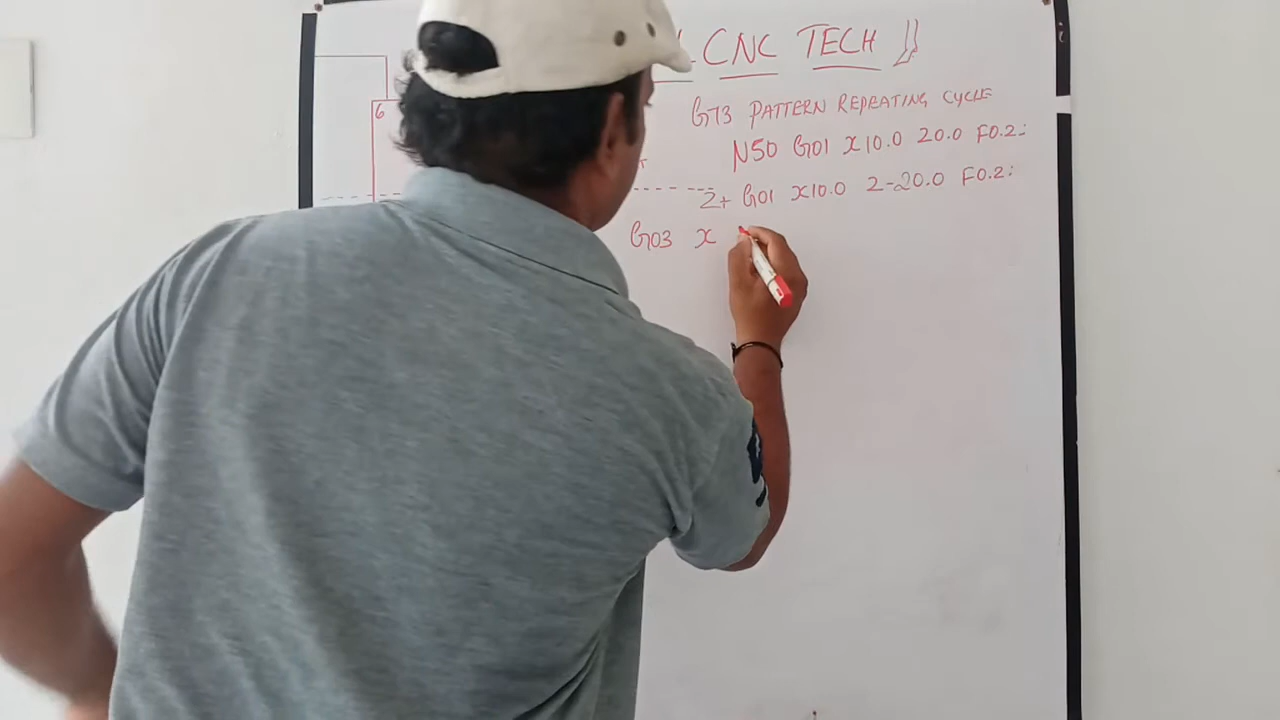 CNC TECH
6
G73 PATTERN REPEATING CYCLE
N50 G01 X10.0 20.0 F0.2;
2+ G01 X10.0 2-20.0 F0.2;
G03 X